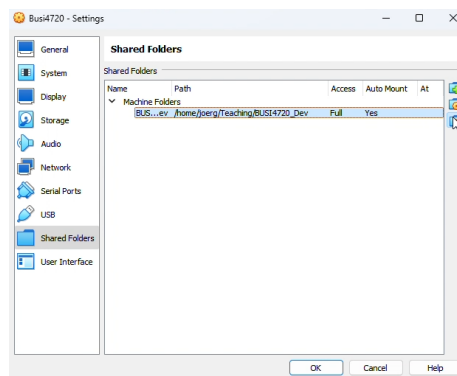 Busi4720 - Settings
General
System
Display
Storage
Audio
Network
Serial Ports
USB
Shared Folders
User Interface
Shared Folders
Shared Folders
Name Path Access Auto Mount At
Machine Folders
BUS...ev /home/joerg/Teaching/BUSI4720_Dev Full Yes
OK Cancel Help